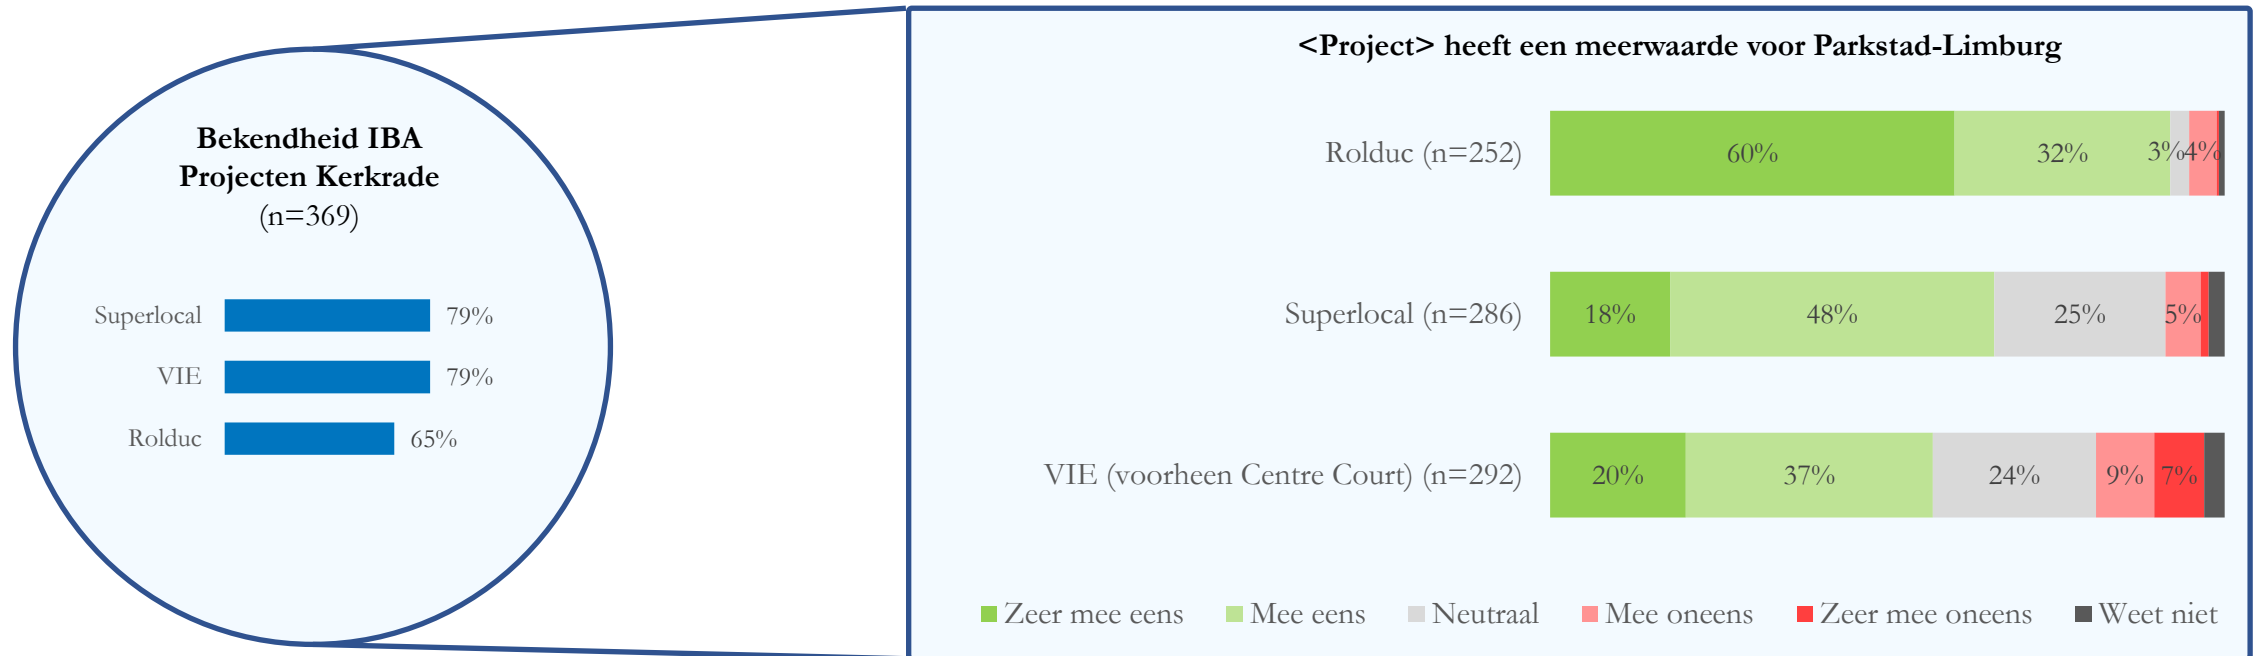 Bekendheid IBA
Projecten Kerkrade
(n=369)
Superlocal 79%
VIE 79%
Rolduc 65%
<Project> heeft een meerwaarde voor Parkstad-Limburg
Rolduc (n=252) 60% 32% 3% 4%
Superlocal (n=286) 18% 48% 25% 5%
VIE (voorheen Centre Court) (n=292) 20% 37% 24% 9% 7%
Zeer mee eens Mee eens Neutraal Mee oneens Zeer mee oneens Weet niet